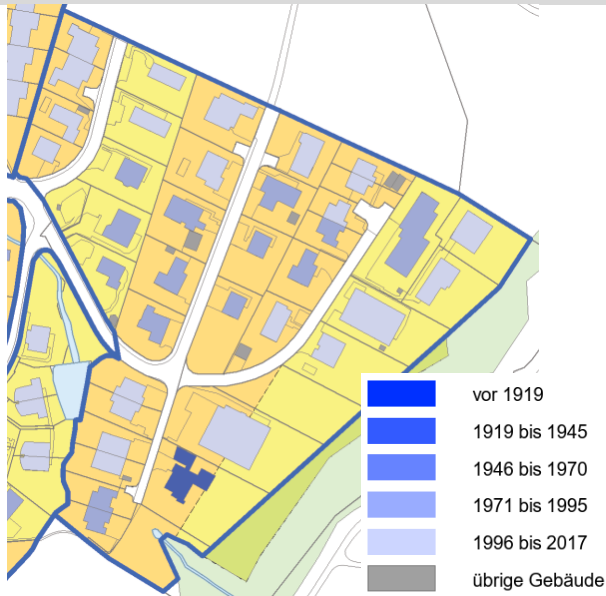 vor 1919
1919 bis 1945
1946 bis 1970
1971 bis 1995
1996 bis 2017
übrige Gebäude